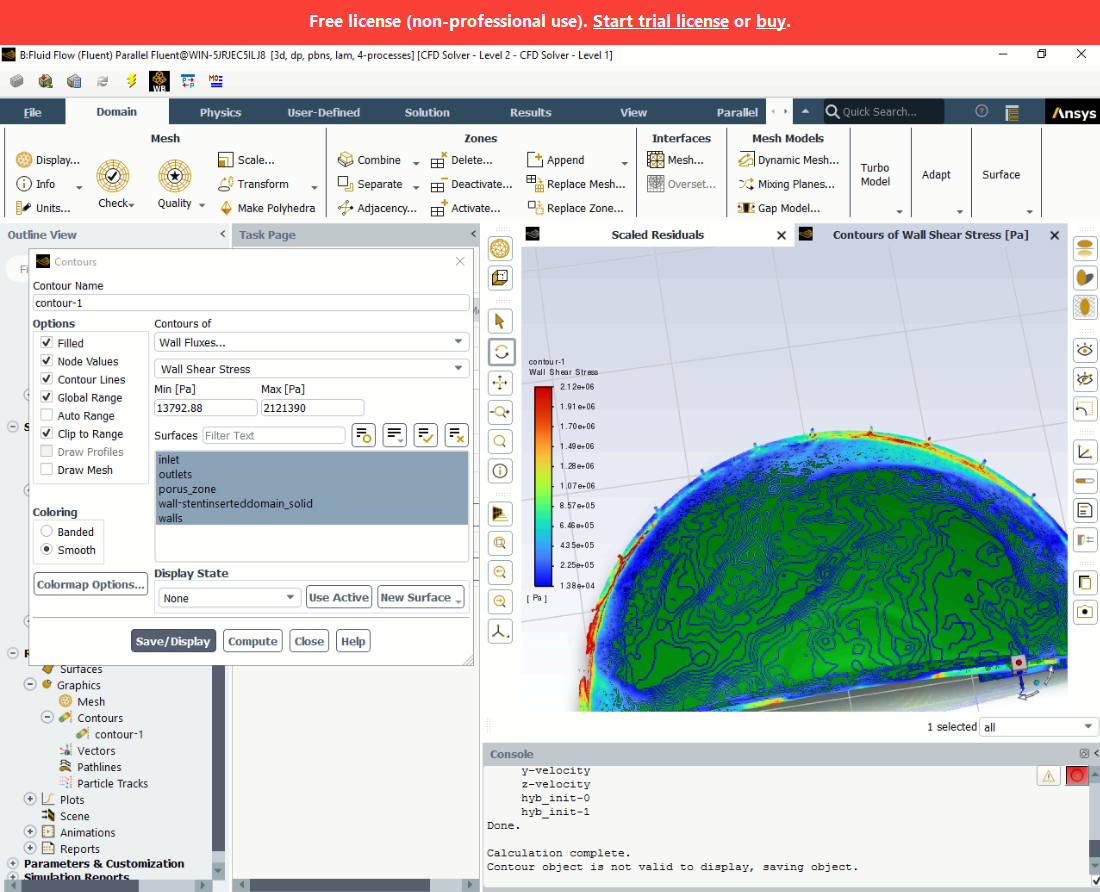 Free license (non-professional use). Start trial license or buy.
B:Fluid Flow (Fluent) Parallel Fluent@WIN-5JRJEC5ILJ8 [3d, dp, pbns, lam, 4-processes] [CFD Solver - Level 2 - CFD Solver - Level 1]
WB
File Domain Physics User-Defined Solution Results View Parallel Quick Search... Ansys
Mesh Zones Interfaces Mesh Models
Display... Scale... Combine Delete... Append Mesh... Dynamic Mesh...
Info Transform Separate Deactivate... Replace Mesh... Overset... Mixing Planes...
Units... Check Quality Make Polyhedra Adjacency... Activate... Replace Zone... Gap Model...
Turbo
Model Adapt Surface
Outline View < Task Page <
Scaled Residuals Contours of Wall Shear Stress [Pa]
Contours
Contour Name
contour-1
Options
Filled
Node Values
Contour Lines
Global Range
Auto Range
Clip to Range
Draw Profiles
Draw Mesh
Coloring
Banded
Smooth
Colormap Options...
Contours of
Wall Fluxes...
Wall Shear Stress
Min [Pa] Max [Pa]
13792.88 2121390
Surfaces Filter Text
inlet
outlets
porus_zone
wall-stentinserteddomain_solid
walls
Display State
None Use Active New Surface
Save/Display Compute Close Help
contour-1
Wall Shear Stress
2.12e+06
1.91e+06
1.70e+06
1.49e+06
1.28e+06
1.07e+06
8.57e+05
6.46e+05
4.35e+05
2.25e+05
1.38e+04
[ Pa ]
Surfaces
Graphics
Mesh
Contours
contour-1
Vectors
Pathlines
Particle Tracks
Plots
Scene
Animations
Reports
Parameters & Customization
Simulation Reports
1 selected all
Console
y-velocity
z-velocity
hyb_init-0
hyb_init-1
Done.
Calculation complete.
Contour object is not valid to display, saving object.